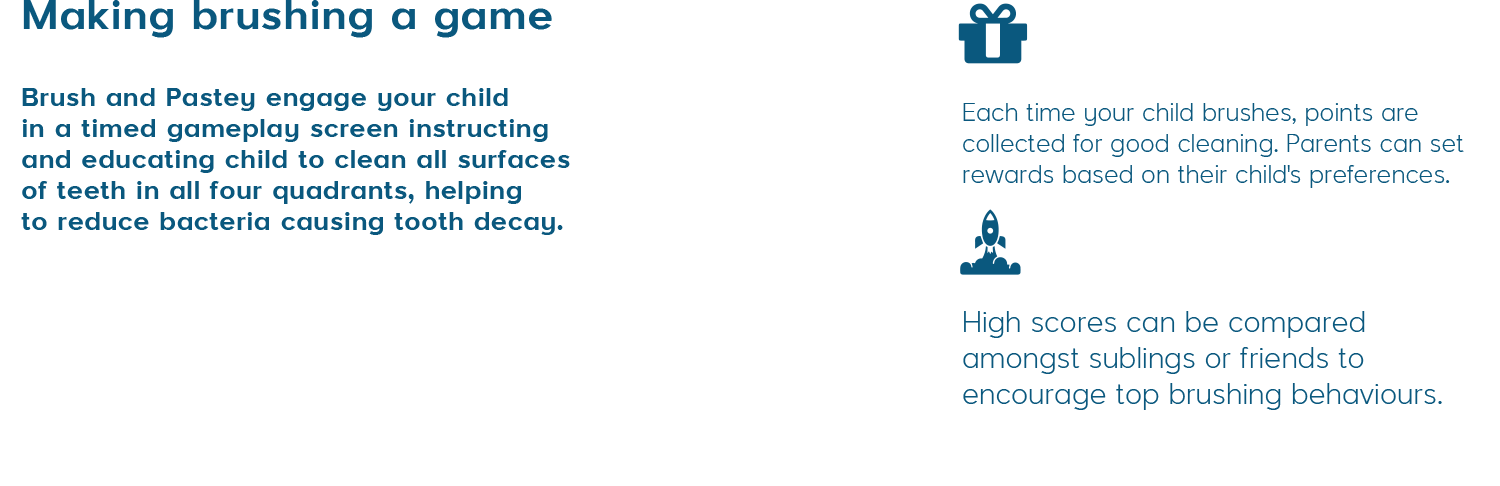 Making brushing a game
Brush and Pastey engage your child
in a timed gameplay screen instructing
and educating child to clean all surfaces
of teeth in all four quadrants, helping
to reduce bacteria causing tooth decay.
Each time your child brushes, points are
collected for good cleaning. Parents can set
rewards based on their child's preferences.
High scores can be compared
amongst sublings or friends to
encourage top brushing behaviours.